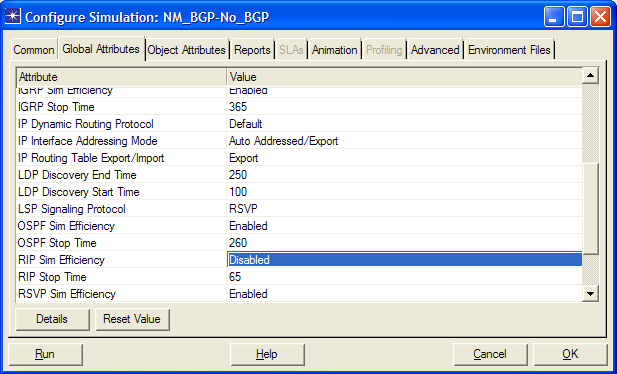 Configure Simulation: NM_BGP-No_BGP
Common Global Attributes Object Attributes Reports SLAs Animation Profiling Advanced Environment Files
Attribute Value
IGRP Sim Efficiency Enabled
IGRP Stop Time 365
IP Dynamic Routing Protocol Default
IP Interface Addressing Mode Auto Addressed/Export
IP Routing Table Export/Import Export
LDP Discovery End Time 250
LDP Discovery Start Time 100
LSP Signaling Protocol RSVP
OSPF Sim Efficiency Enabled
OSPF Stop Time 260
RIP Sim Efficiency Disabled
RIP Stop Time 65
RSVP Sim Efficiency Enabled
Details Reset Value
Run Help Cancel OK